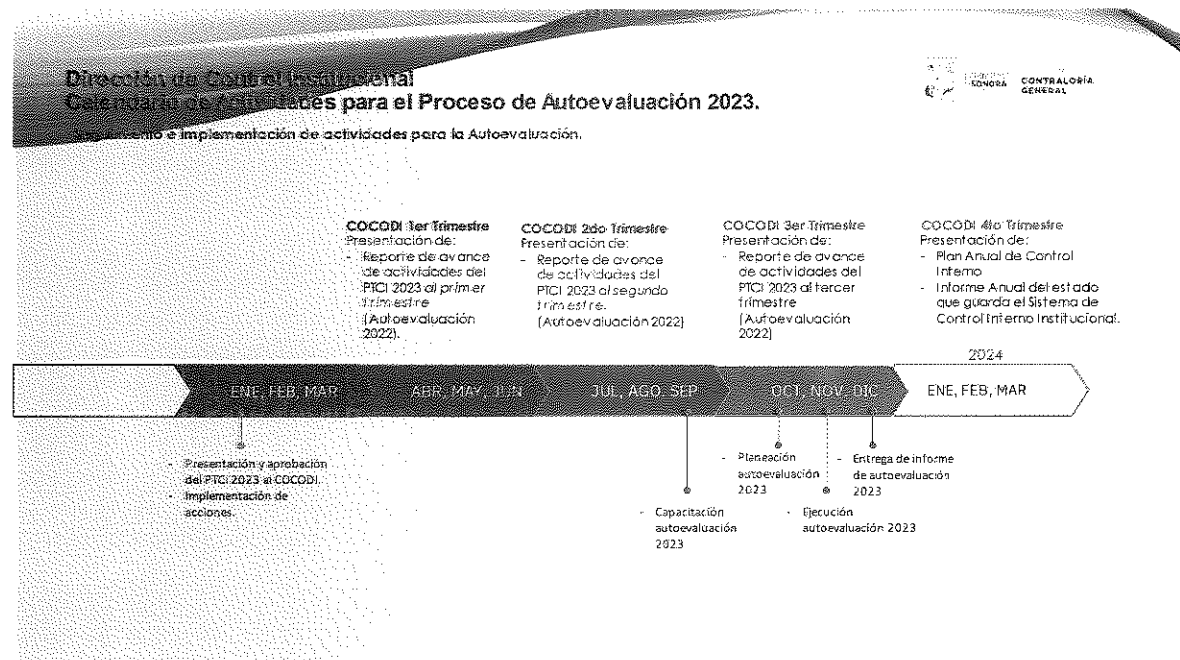 Dirección de Control Institucional
Calendario de Actividades para el Proceso de Autoevaluación 2023.
e implementación de actividades para la Autoevaluación.
SONORA
CONTRALORÍA
GENERAL
COCODI 1er Trimestre
Presentación de:
- Reporte de avance
de actividades del
PTCI 2023 al primer
trimestre
(Autoevaluación
2022).
COCODI 2do Trimestre
Presentación de:
- Reporte de avance
de actividades del
PTCI 2023 al segundo
trimestre.
(Autoevaluación 2022)
COCODI 3er Trimestre
Presentación de:
- Reporte de avance
de actividades del
PTCI 2023 al tercer
trimestre
(Autoevaluación
2022)
COCODI 4to Trimestre
Presentación de:
- Plan Anual de Control
Interno
- Informe Anual del estado
que guarda el Sistema de
Control Interno Institucional.
2024
ENE, FEB, MAR
ABR, MAY, JUN
JUL, AGO, SEP
OCT, NOV, DIC
ENE, FEB, MAR
- Presentación y aprobación
del PTCI 2023 al COCODI.
- Implementación de
acciones.
- Capacitación
autoevaluación
2023
- Planeación
autoevaluación
2023
- Ejecución
autoevaluación 2023
- Entrega de informe
de autoevaluación
2023